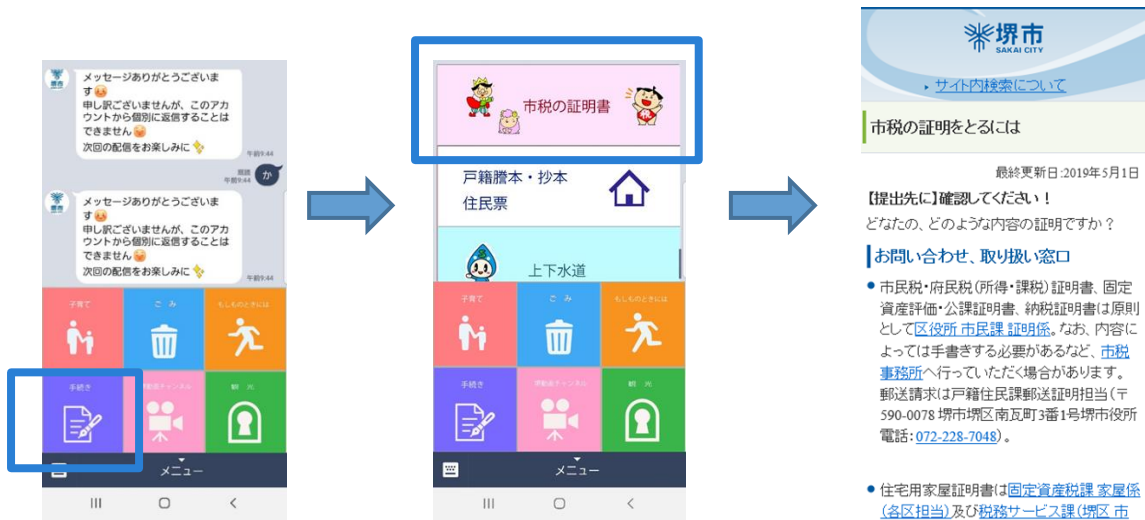 メッセージありがとうございま
す
申し訳ございませんが、このアカ
ウントから個別に返信することは
できません
次回の配信をお楽しみに
午前9:44
既読
午前9:44
か
メッセージありがとうございま
す
申し訳ございませんが、このアカ
ウントから個別に返信することは
できません
次回の配信をお楽しみに
午前9:44
子育て
ごみ
もしものときには
手続き
堺動画チャンネル
観光
メニュー
市税の証明書
戸籍謄本・抄本
住民票
上下水道
子育て
ごみ
もしものときには
手続き
堺動画チャンネル
観光
メニュー
堺市
SAKAI CITY
サイト内検索について
市税の証明をとるには
最終更新日:2019年5月1日
【提出先に】確認してください!
どなたの、どのような内容の証明ですか?
お問い合わせ、取り扱い窓口
市民税・府民税(所得・課税)証明書、固定
資産評価・公課証明書、納税証明書は原則
として区役所 市民課 証明係。なお、内容に
よっては手書きする必要があるなど、市税
事務所へ行っていただく場合があります。
郵送請求は戸籍住民課郵送証明担当(〒
590-0078 堺市堺区南瓦町3番1号堺市役所
電話:072-228-7048)。
住宅用家屋証明書は固定資産税課 家屋係
(各区担当)及び税務サービス課(堺区 市